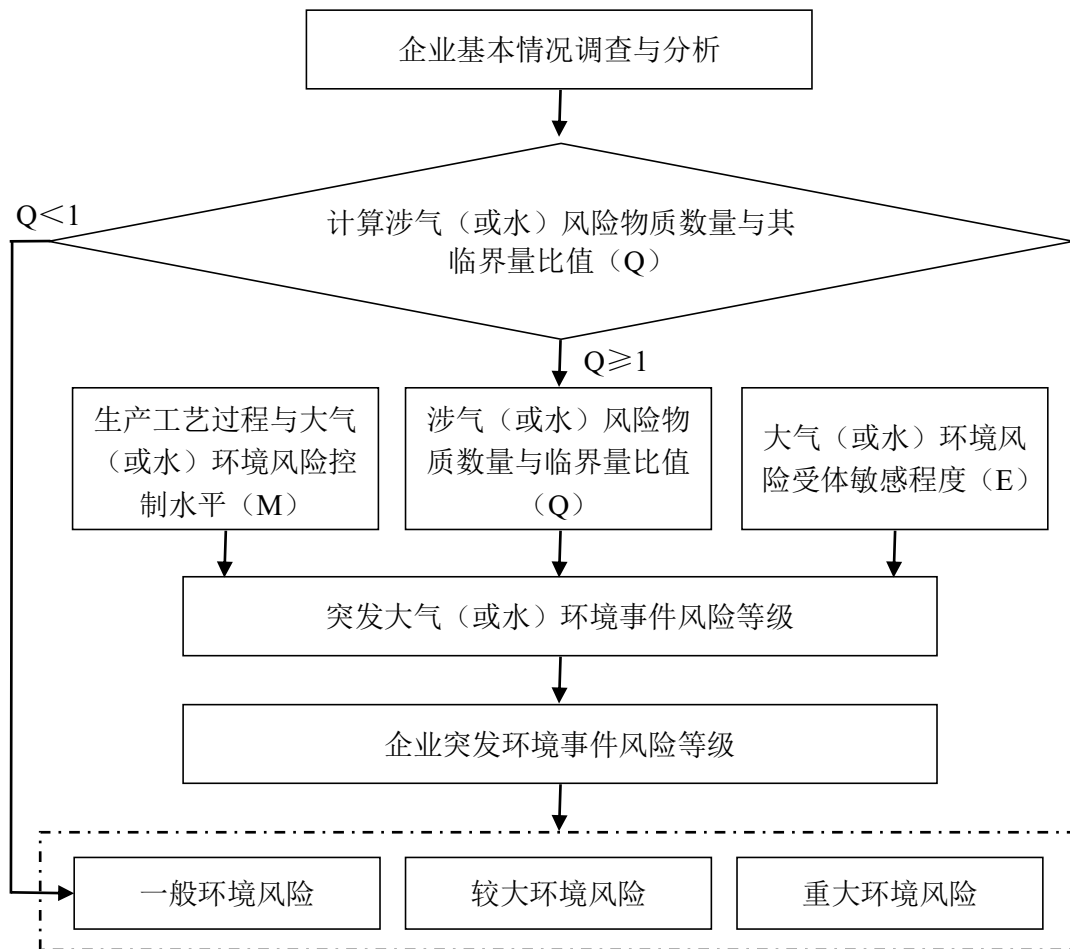 企业基本情况调查与分析
Q＜1
计算涉气（或水）风险物质数量与其
临界量比值（Q）
Q≥1
生产工艺过程与大气
（或水）环境风险控
制水平（M）
涉气（或水）风险物
质数量与临界量比值
（Q）
大气（或水）环境风
险受体敏感程度（E）
突发大气（或水）环境事件风险等级
企业突发环境事件风险等级
一般环境风险
较大环境风险
重大环境风险